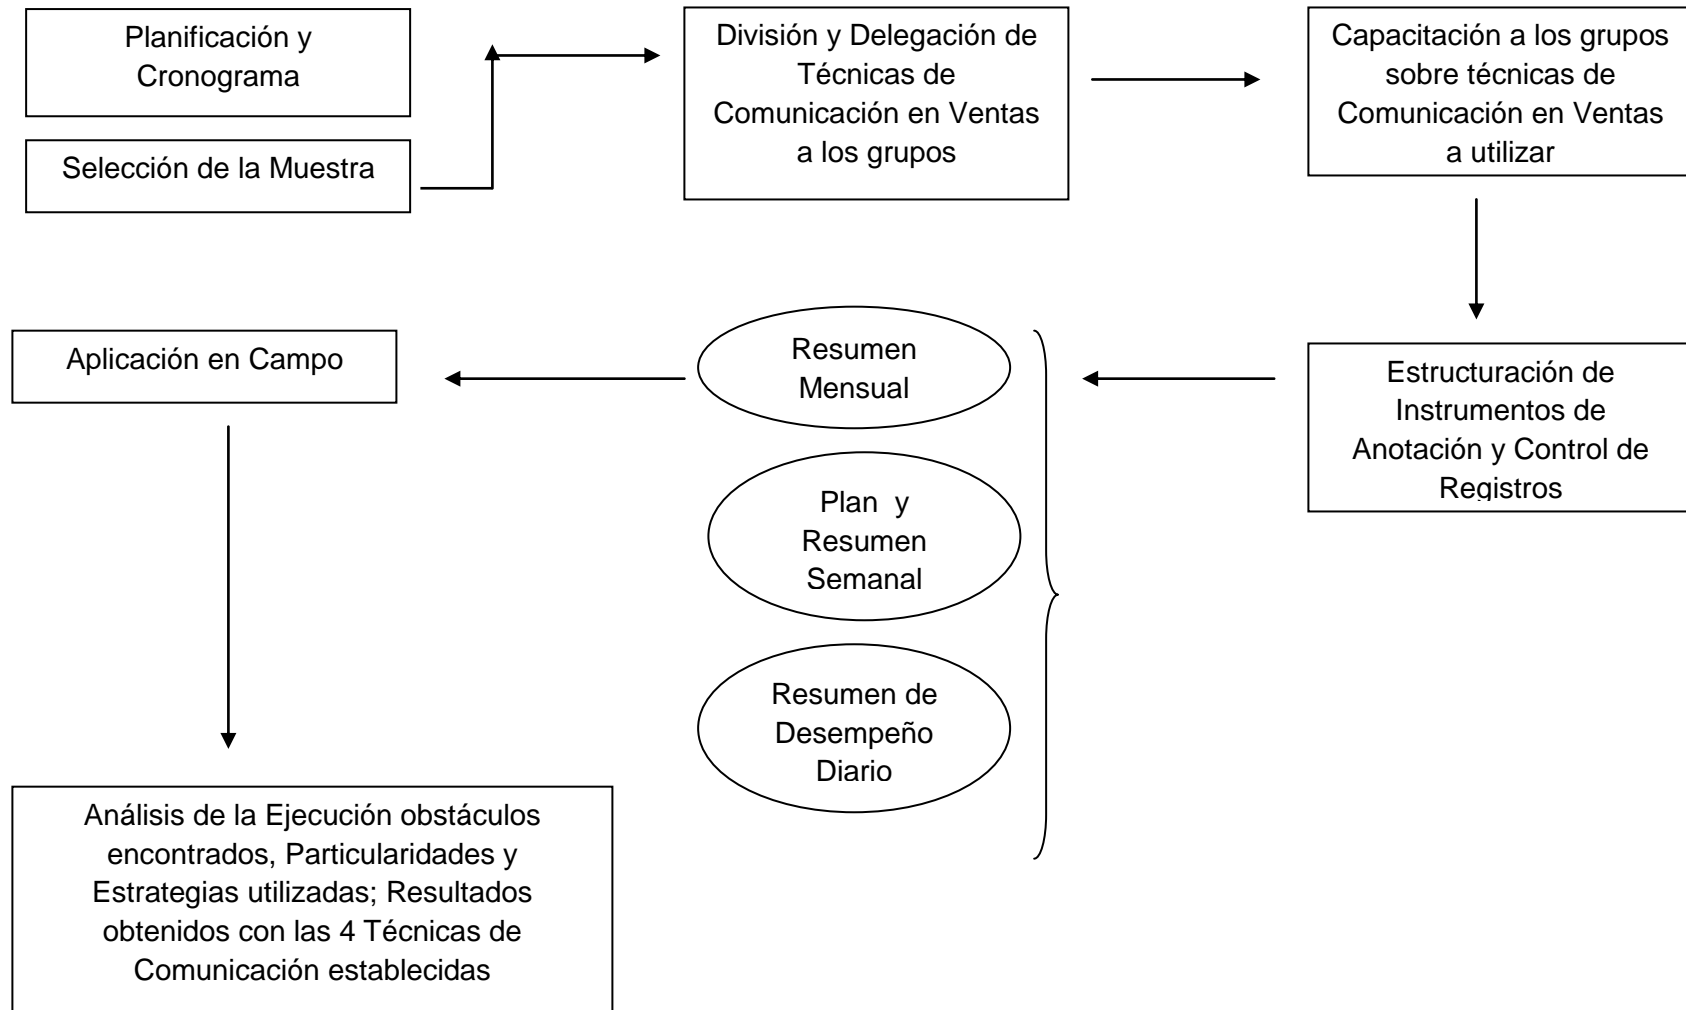 Planificación y
Cronograma
Selección de la Muestra
División y Delegación de
Técnicas de
Comunicación en Ventas
a los grupos
Capacitación a los grupos
sobre técnicas de
Comunicación en Ventas
a utilizar
Estructuración de
Instrumentos de
Anotación y Control de
Registros
Resumen
Mensual
Plan y
Resumen
Semanal
Resumen de
Desempeño
Diario
Aplicación en Campo
Análisis de la Ejecución obstáculos
encontrados, Particularidades y
Estrategias utilizadas; Resultados
obtenidos con las 4 Técnicas de
Comunicación establecidas